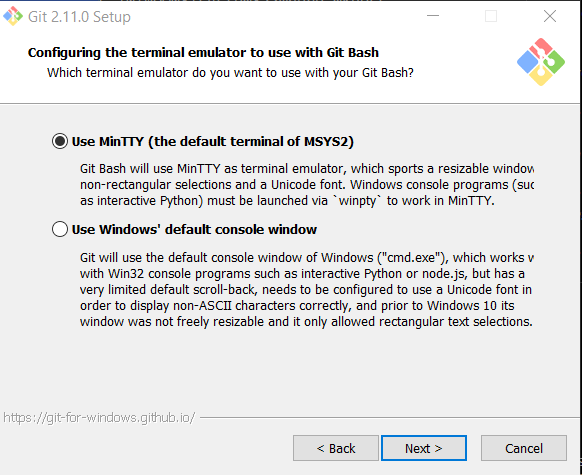 Git 2.11.0 Setup
Configuring the terminal emulator to use with Git Bash
Which terminal emulator do you want to use with your Git Bash?
Use MinTTY (the default terminal of MSYS2)
Git Bash will use MinTTY as terminal emulator, which sports a resizable window
non-rectangular selections and a Unicode font. Windows console programs (suc
as interactive Python) must be launched via `winpty` to work in MinTTY.
Use Windows' default console window
Git will use the default console window of Windows ("cmd.exe"), which works w
with Win32 console programs such as interactive Python or node.js, but has a
very limited default scroll-back, needs to be configured to use a Unicode font in
order to display non-ASCII characters correctly, and prior to Windows 10 its
window was not freely resizable and it only allowed rectangular text selections.
https://git-for-windows.github.io/
< Back
Next >
Cancel